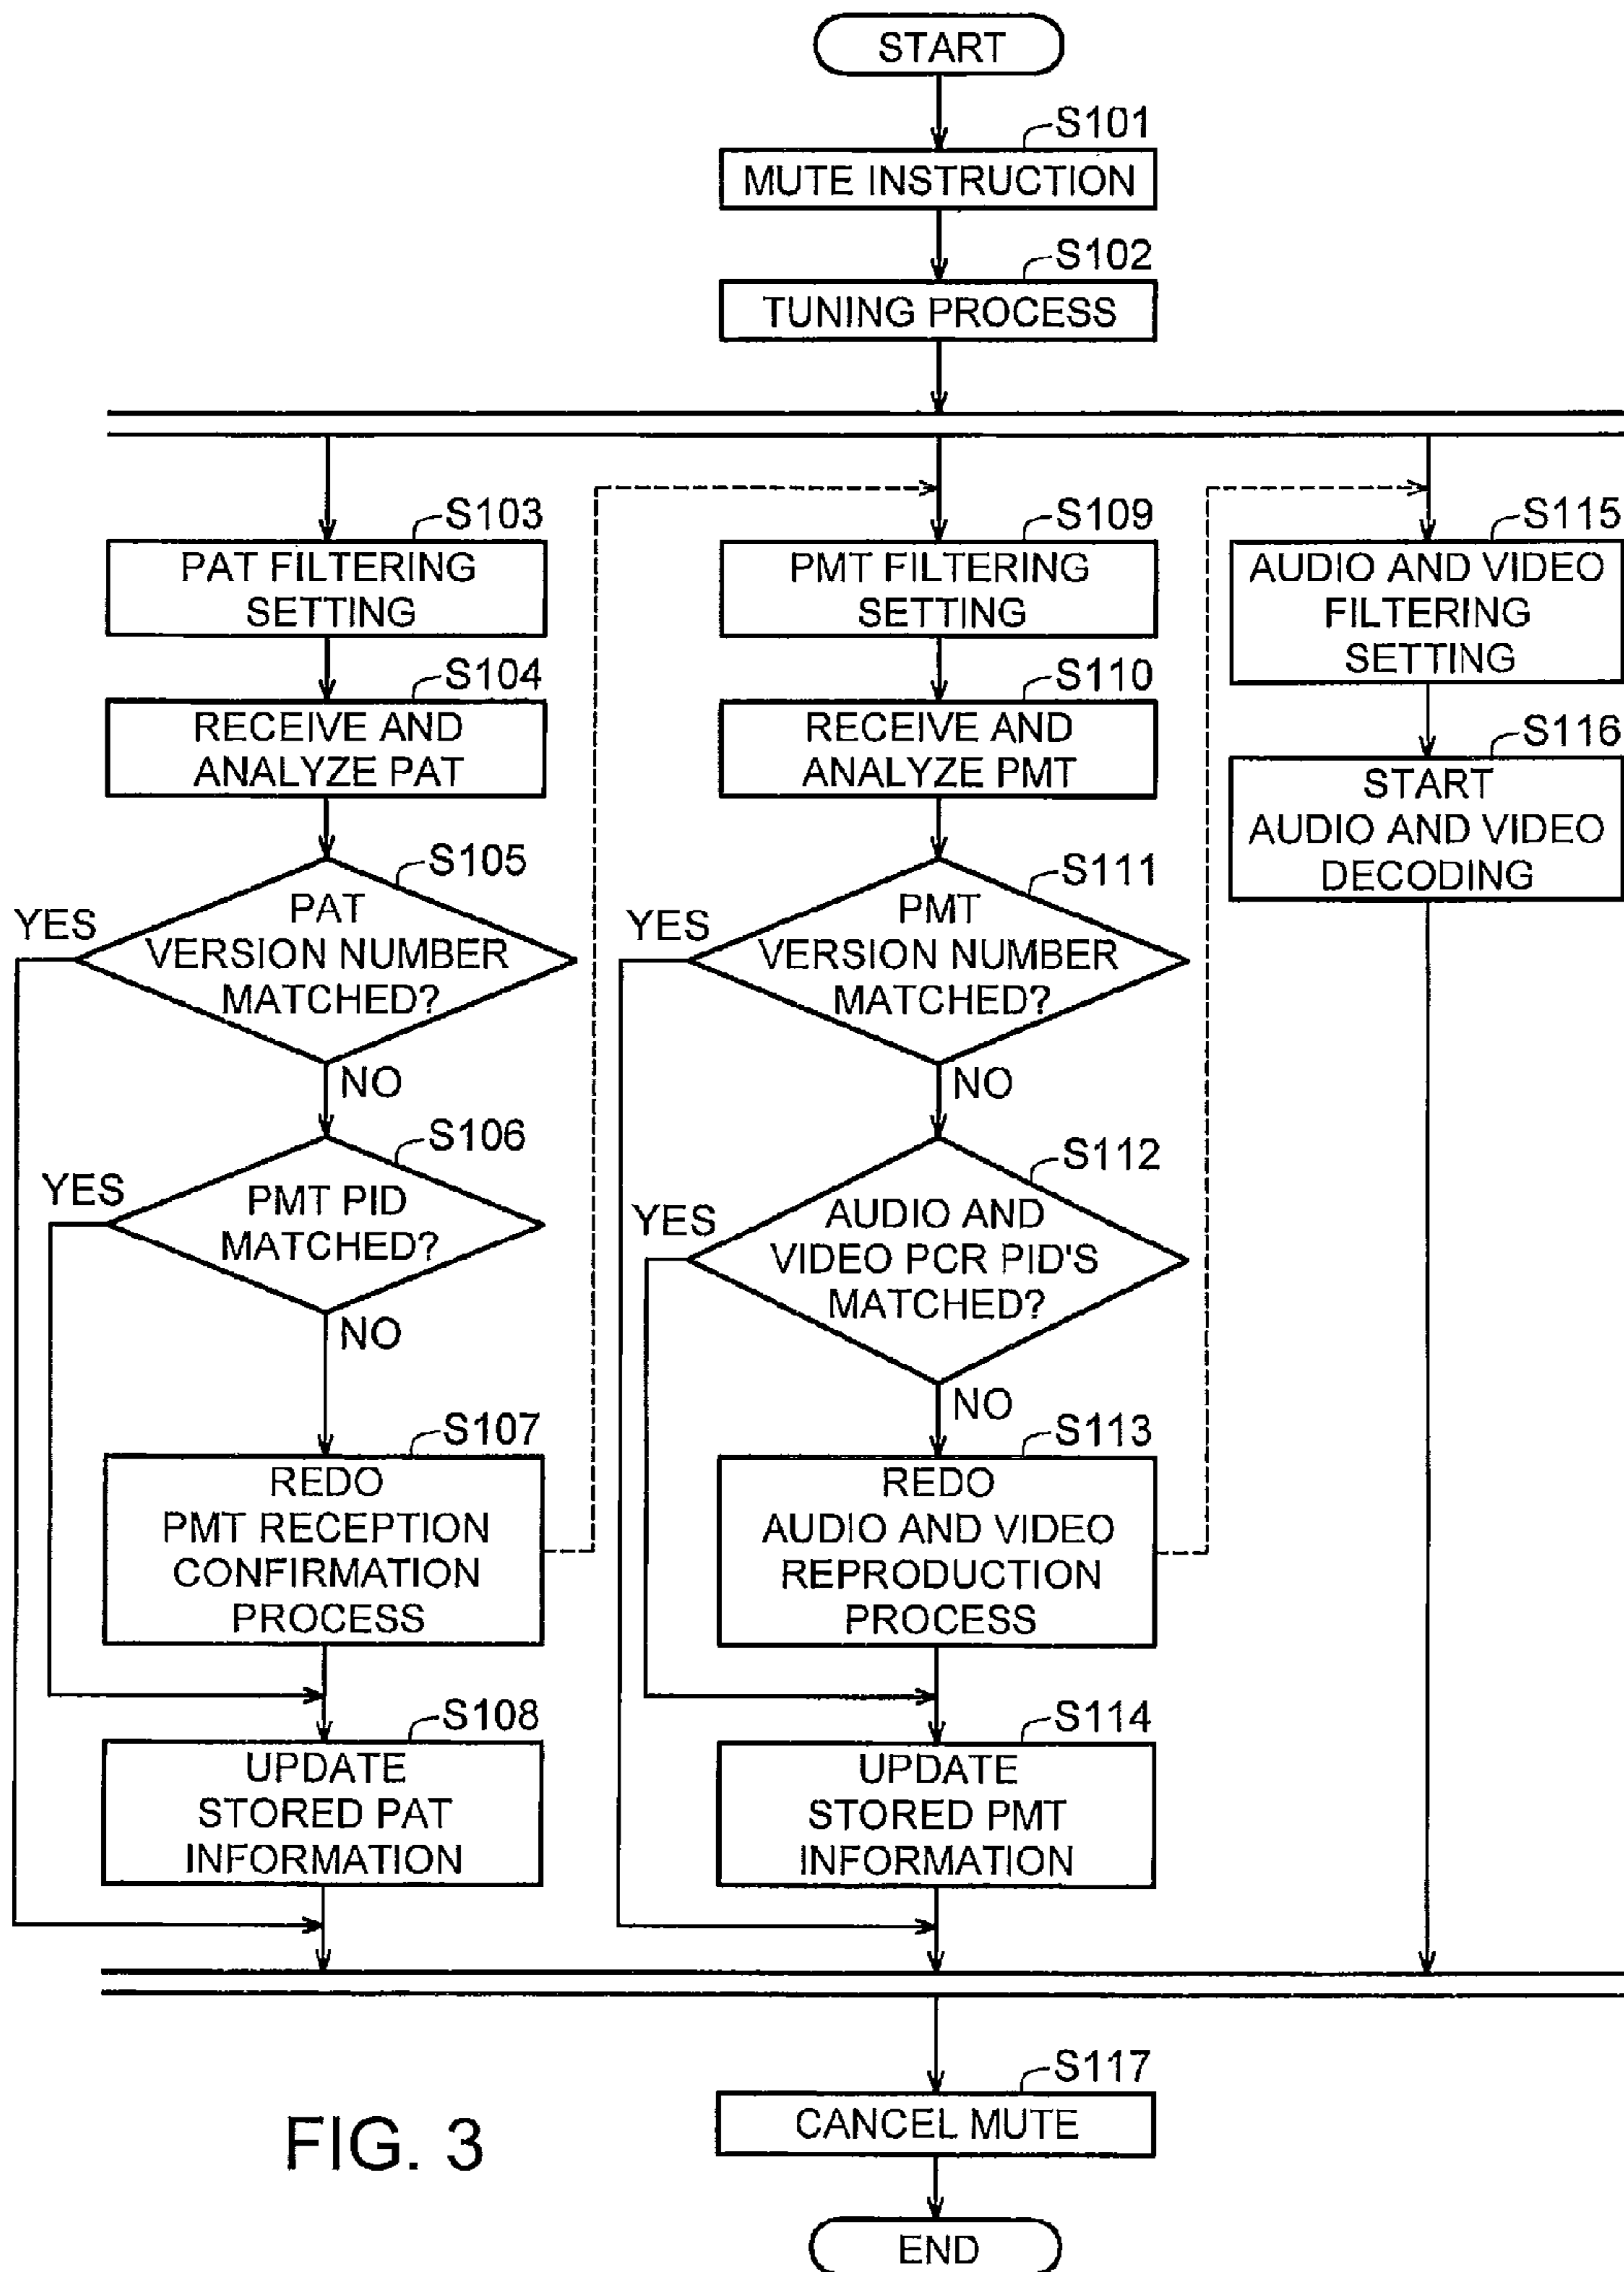 START
S101
MUTE INSTRUCTION
S102
TUNING PROCESS
S103
PAT FILTERING
SETTING
S104
RECEIVE AND
ANALYZE PAT
S105
PAT
VERSION NUMBER
MATCHED?
YES
NO
S106
PMT PID
MATCHED?
YES
NO
S107
REDO
PMT RECEPTION
CONFIRMATION
PROCESS
S108
UPDATE
STORED PAT
INFORMATION
S109
PMT FILTERING
SETTING
S110
RECEIVE AND
ANALYZE PMT
S111
PMT
VERSION NUMBER
MATCHED?
YES
NO
S112
AUDIO AND
VIDEO PCR PID'S
MATCHED?
YES
NO
S113
REDO
AUDIO AND VIDEO
REPRODUCTION
PROCESS
S114
UPDATE
STORED PMT
INFORMATION
S115
AUDIO AND VIDEO
FILTERING
SETTING
S116
START
AUDIO AND VIDEO
DECODING
S117
CANCEL MUTE
END
FIG. 3